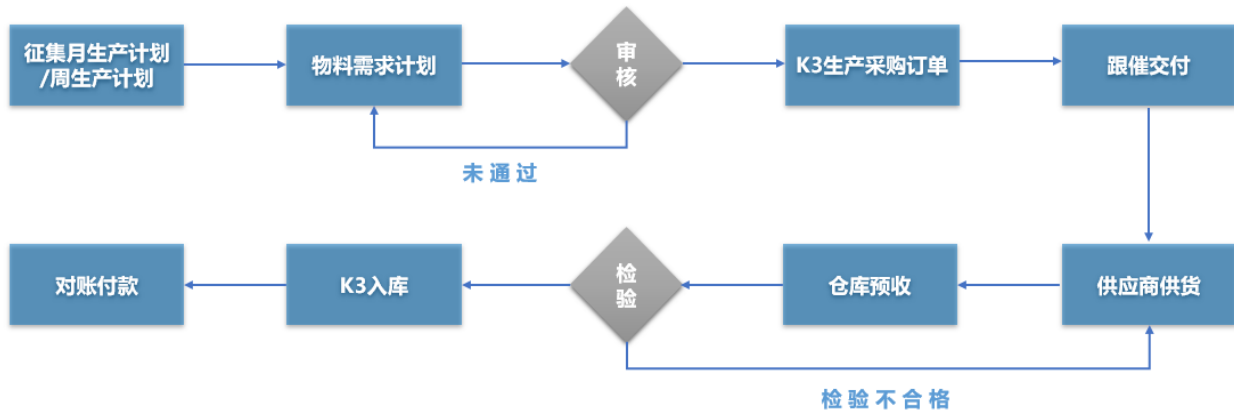 征集月生产计划
/周生产计划
物料需求计划
审
核
K3生产采购订单
跟催交付
未通过
对账付款
K3入库
检
验
仓库预收
供应商供货
检验不合格